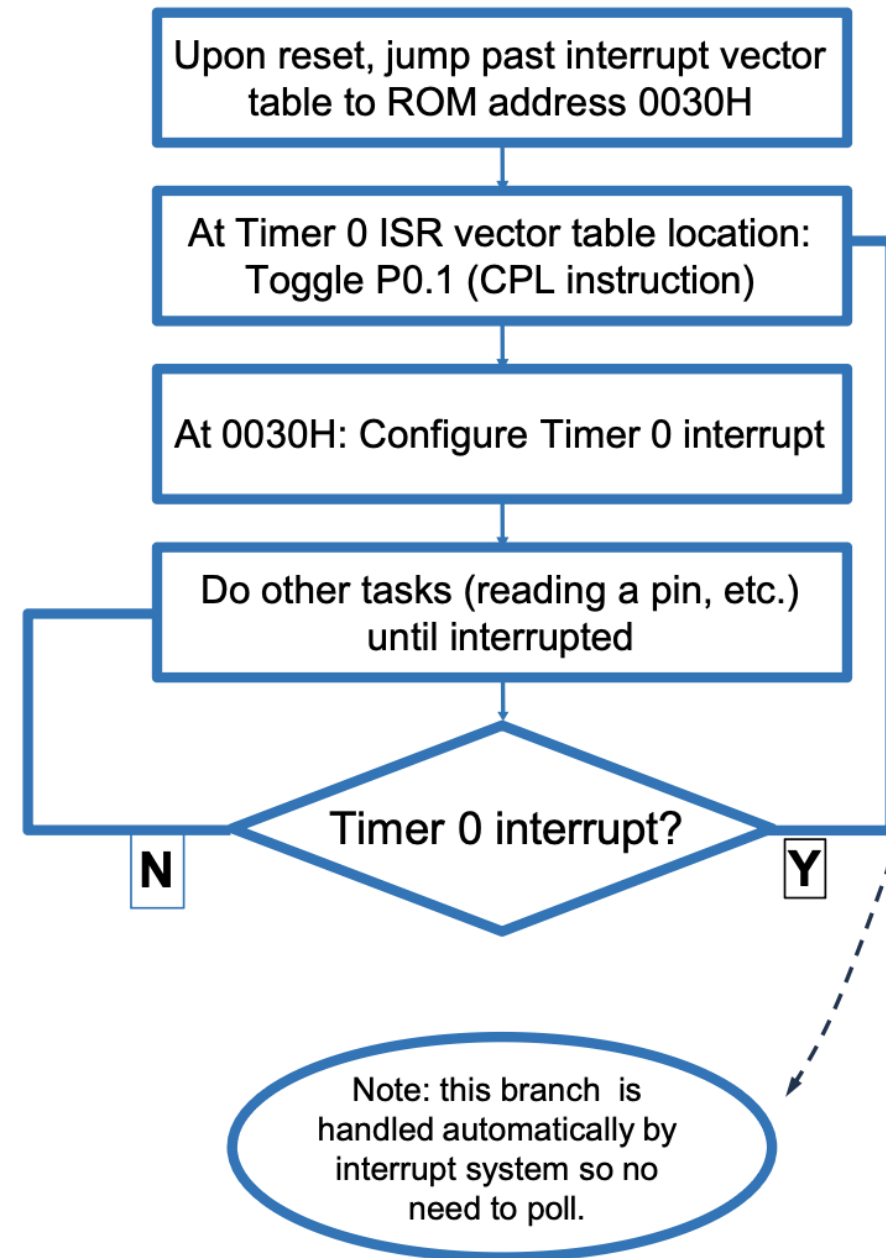 Upon reset, jump past interrupt vector
table to ROM address 0030H
At Timer 0 ISR vector table location:
Toggle P0.1 (CPL instruction)
At 0030H: Configure Timer 0 interrupt
Do other tasks (reading a pin, etc.)
until interrupted
Timer 0 interrupt?
N
Y
Note: this branch is
handled automatically by
interrupt system so no
need to poll.